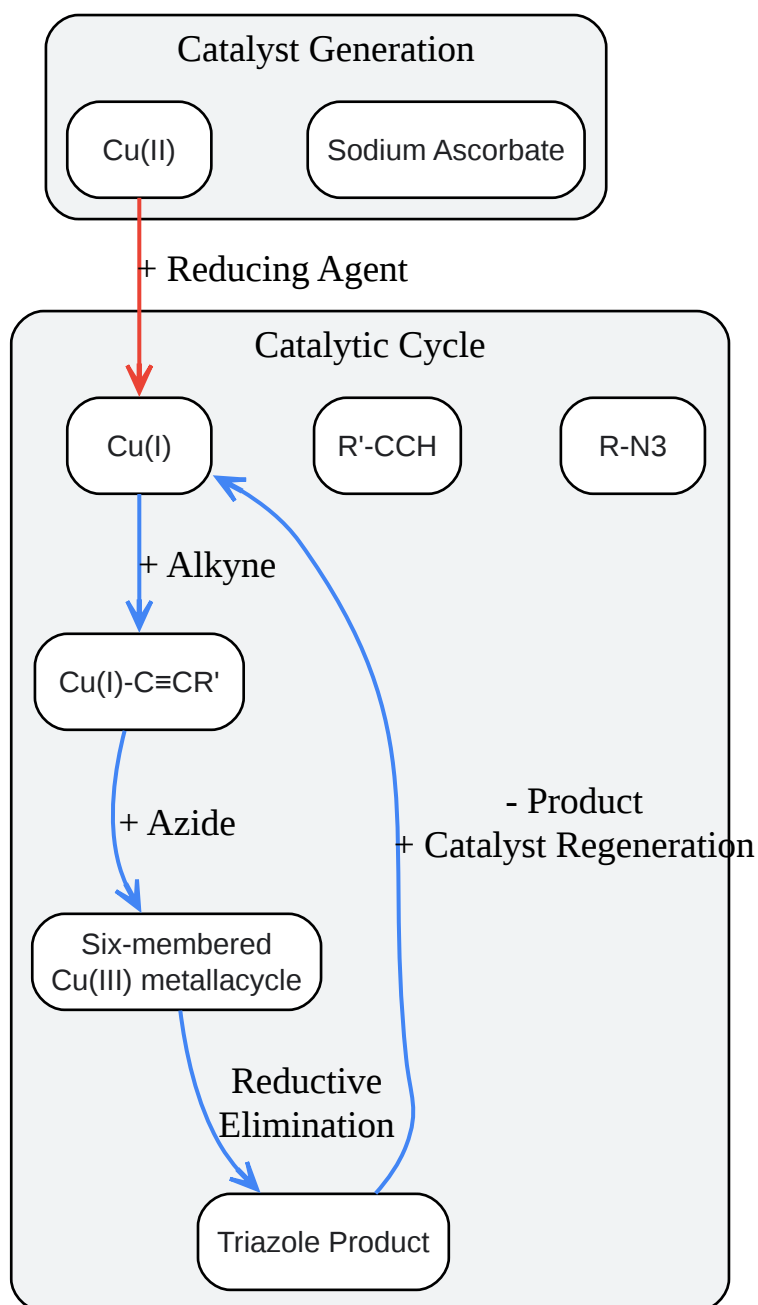 Catalyst Generation
Cu(II)
Sodium Ascorbate
+ Reducing Agent
Catalytic Cycle
Cu(I)
R'-CCH
R-N3
+ Alkyne
Cu(I)-C≡CR'
- Product
+ Catalyst Regeneration
+ Azide
Six-membered
Cu(III) metallacycle
Reductive
Elimination
Triazole Product